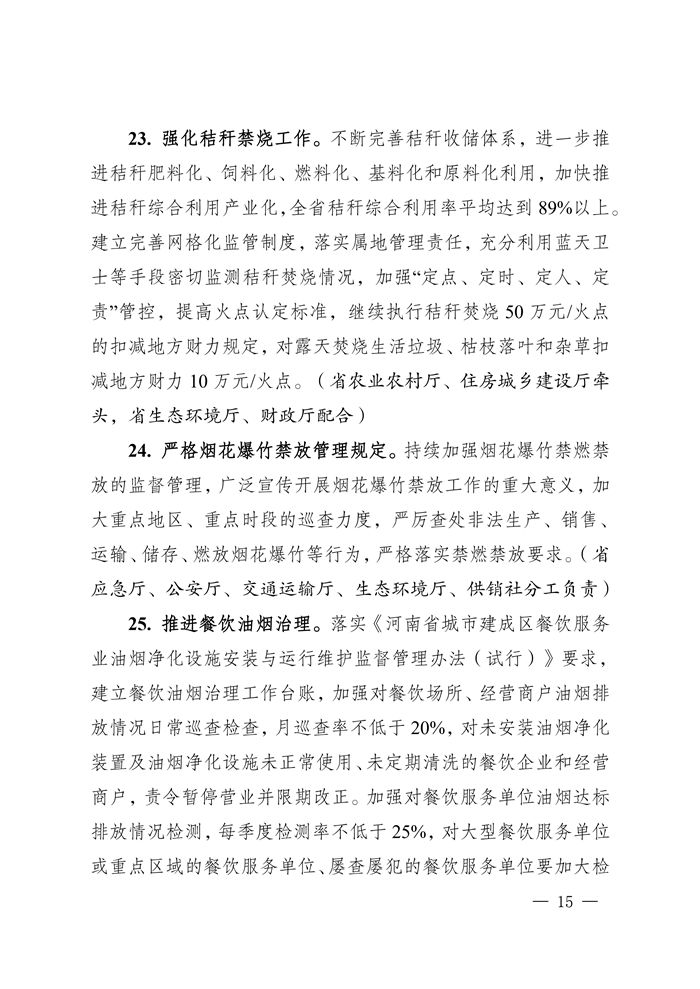 23. 强化秸秆禁烧工作。不断完善秸秆收储体系，进一步推
进秸秆肥料化、饲料化、燃料化、基料化和原料化利用，加快推
进秸秆综合利用产业化，全省秸秆综合利用率平均达到 89%以上。
建立完善网格化监管制度，落实属地管理责任，充分利用蓝天卫
士等手段密切监测秸秆焚烧情况，加强“定点、定时、定人、定
责”管控，提高火点认定标准，继续执行秸秆焚烧 50 万元/火点
的扣减地方财力规定，对露天焚烧生活垃圾、枯枝落叶和杂草扣
减地方财力 10 万元/火点。（省农业农村厅、住房城乡建设厅牵
头，省生态环境厅、财政厅配合）
24. 严格烟花爆竹禁放管理规定。持续加强烟花爆竹禁燃禁
放的监督管理，广泛宣传开展烟花爆竹禁放工作的重大意义，加
大重点地区、重点时段的巡查力度，严厉查处非法生产、销售、
运输、储存、燃放烟花爆竹等行为，严格落实禁燃禁放要求。（省
应急厅、公安厅、交通运输厅、生态环境厅、供销社分工负责）
25. 推进餐饮油烟治理。落实《河南省城市建成区餐饮服务
业油烟净化设施安装与运行维护监督管理办法（试行）》要求，
建立餐饮油烟治理工作台账，加强对餐饮场所、经营商户油烟排
放情况日常巡查检查，月巡查率不低于 20%，对未安装油烟净化
装置及油烟净化设施未正常使用、未定期清洗的餐饮企业和经营
商户，责令暂停营业并限期改正。加强对餐饮服务单位油烟达标
排放情况检测，每季度检测率不低于 25%，对大型餐饮服务单位
或重点区域的餐饮服务单位、屡查屡犯的餐饮服务单位要加大检
— 15 —